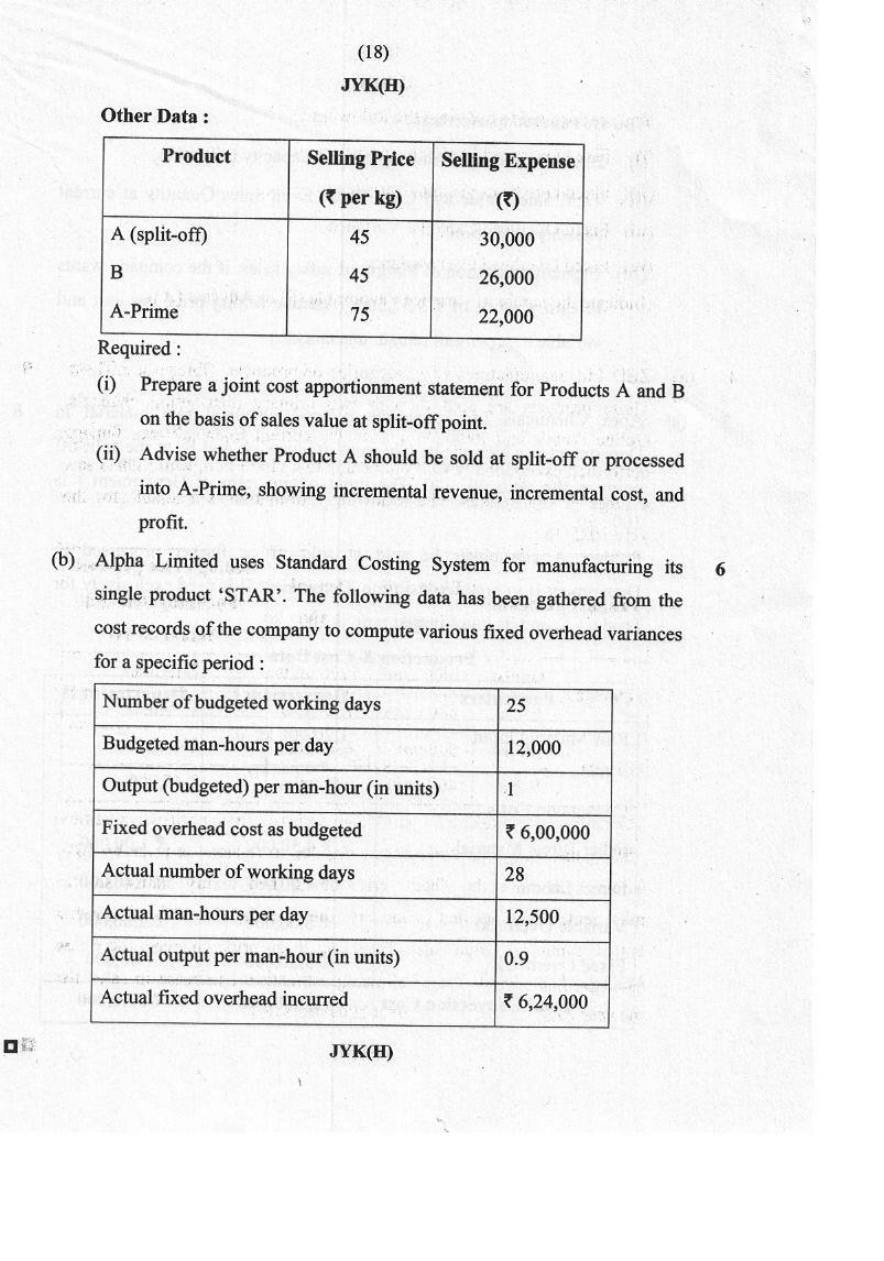 (18)
JYK(H)
Other Data :
Product Selling Price Selling Expense
(₹ per kg) (₹)
A (split-off) 45 30,000
B 45 26,000
A-Prime 75 22,000
Required :
(i) Prepare a joint cost apportionment statement for Products A and B
on the basis of sales value at split-off point.
(ii) Advise whether Product A should be sold at split-off or processed
into A-Prime, showing incremental revenue, incremental cost, and
profit.
(b) Alpha Limited uses Standard Costing System for manufacturing its 6
single product ‘STAR’. The following data has been gathered from the
cost records of the company to compute various fixed overhead variances
for a specific period :
Number of budgeted working days 25
Budgeted man-hours per day 12,000
Output (budgeted) per man-hour (in units) 1
Fixed overhead cost as budgeted ₹ 6,00,000
Actual number of working days 28
Actual man-hours per day 12,500
Actual output per man-hour (in units) 0.9
Actual fixed overhead incurred ₹ 6,24,000
JYK(H)